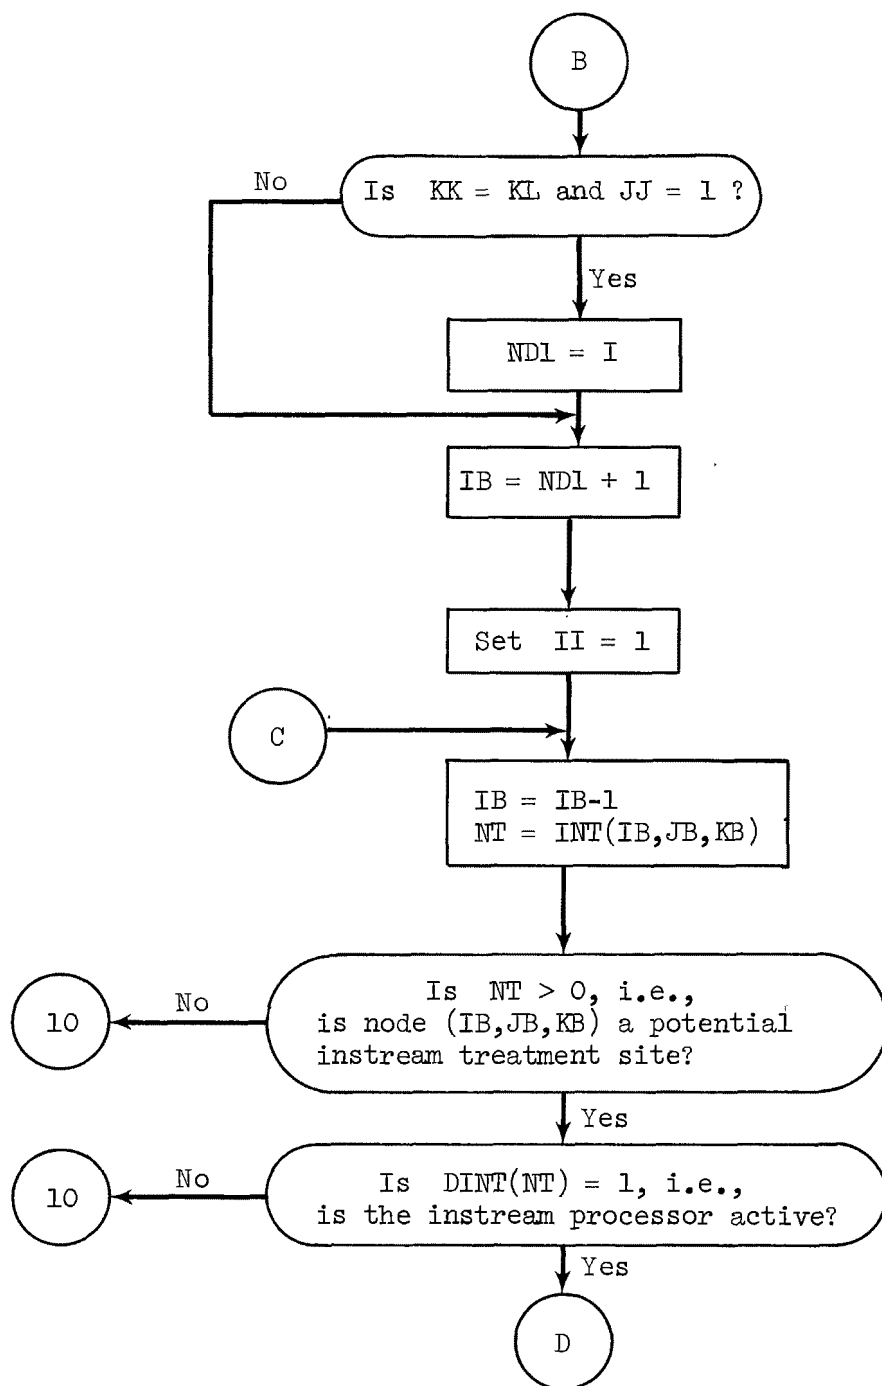 B
No
Is KK = KL and JJ = 1 ?
Yes
ND1 = I
IB = ND1 + 1
Set II = 1
C
IB = IB-1
NT = INT(IB,JB,KB)
Is NT > 0, i.e.,
No
10
is node (IB,JB,KB) a potential
instream treatment site?
Yes
No
10
Is DINT(NT) = 1, i.e.,
is the instream processor active?
Yes
D